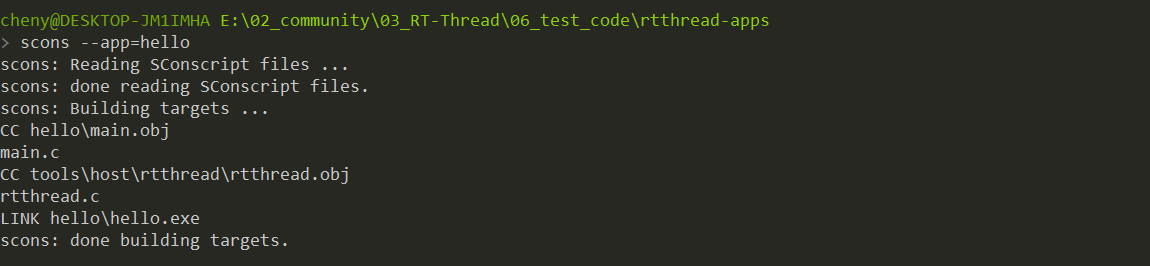 cheny@DESKTOP-JM1IMHA E:\02_community\03_RT-Thread\06_test_code\rtthread-apps
> scons --app=hello
scons: Reading SConscript files ...
scons: done reading SConscript files.
scons: Building targets ...
CC hello\main.obj
main.c
CC tools\host\rtthread\rtthread.obj
rtthread.c
LINK hello\hello.exe
scons: done building targets.